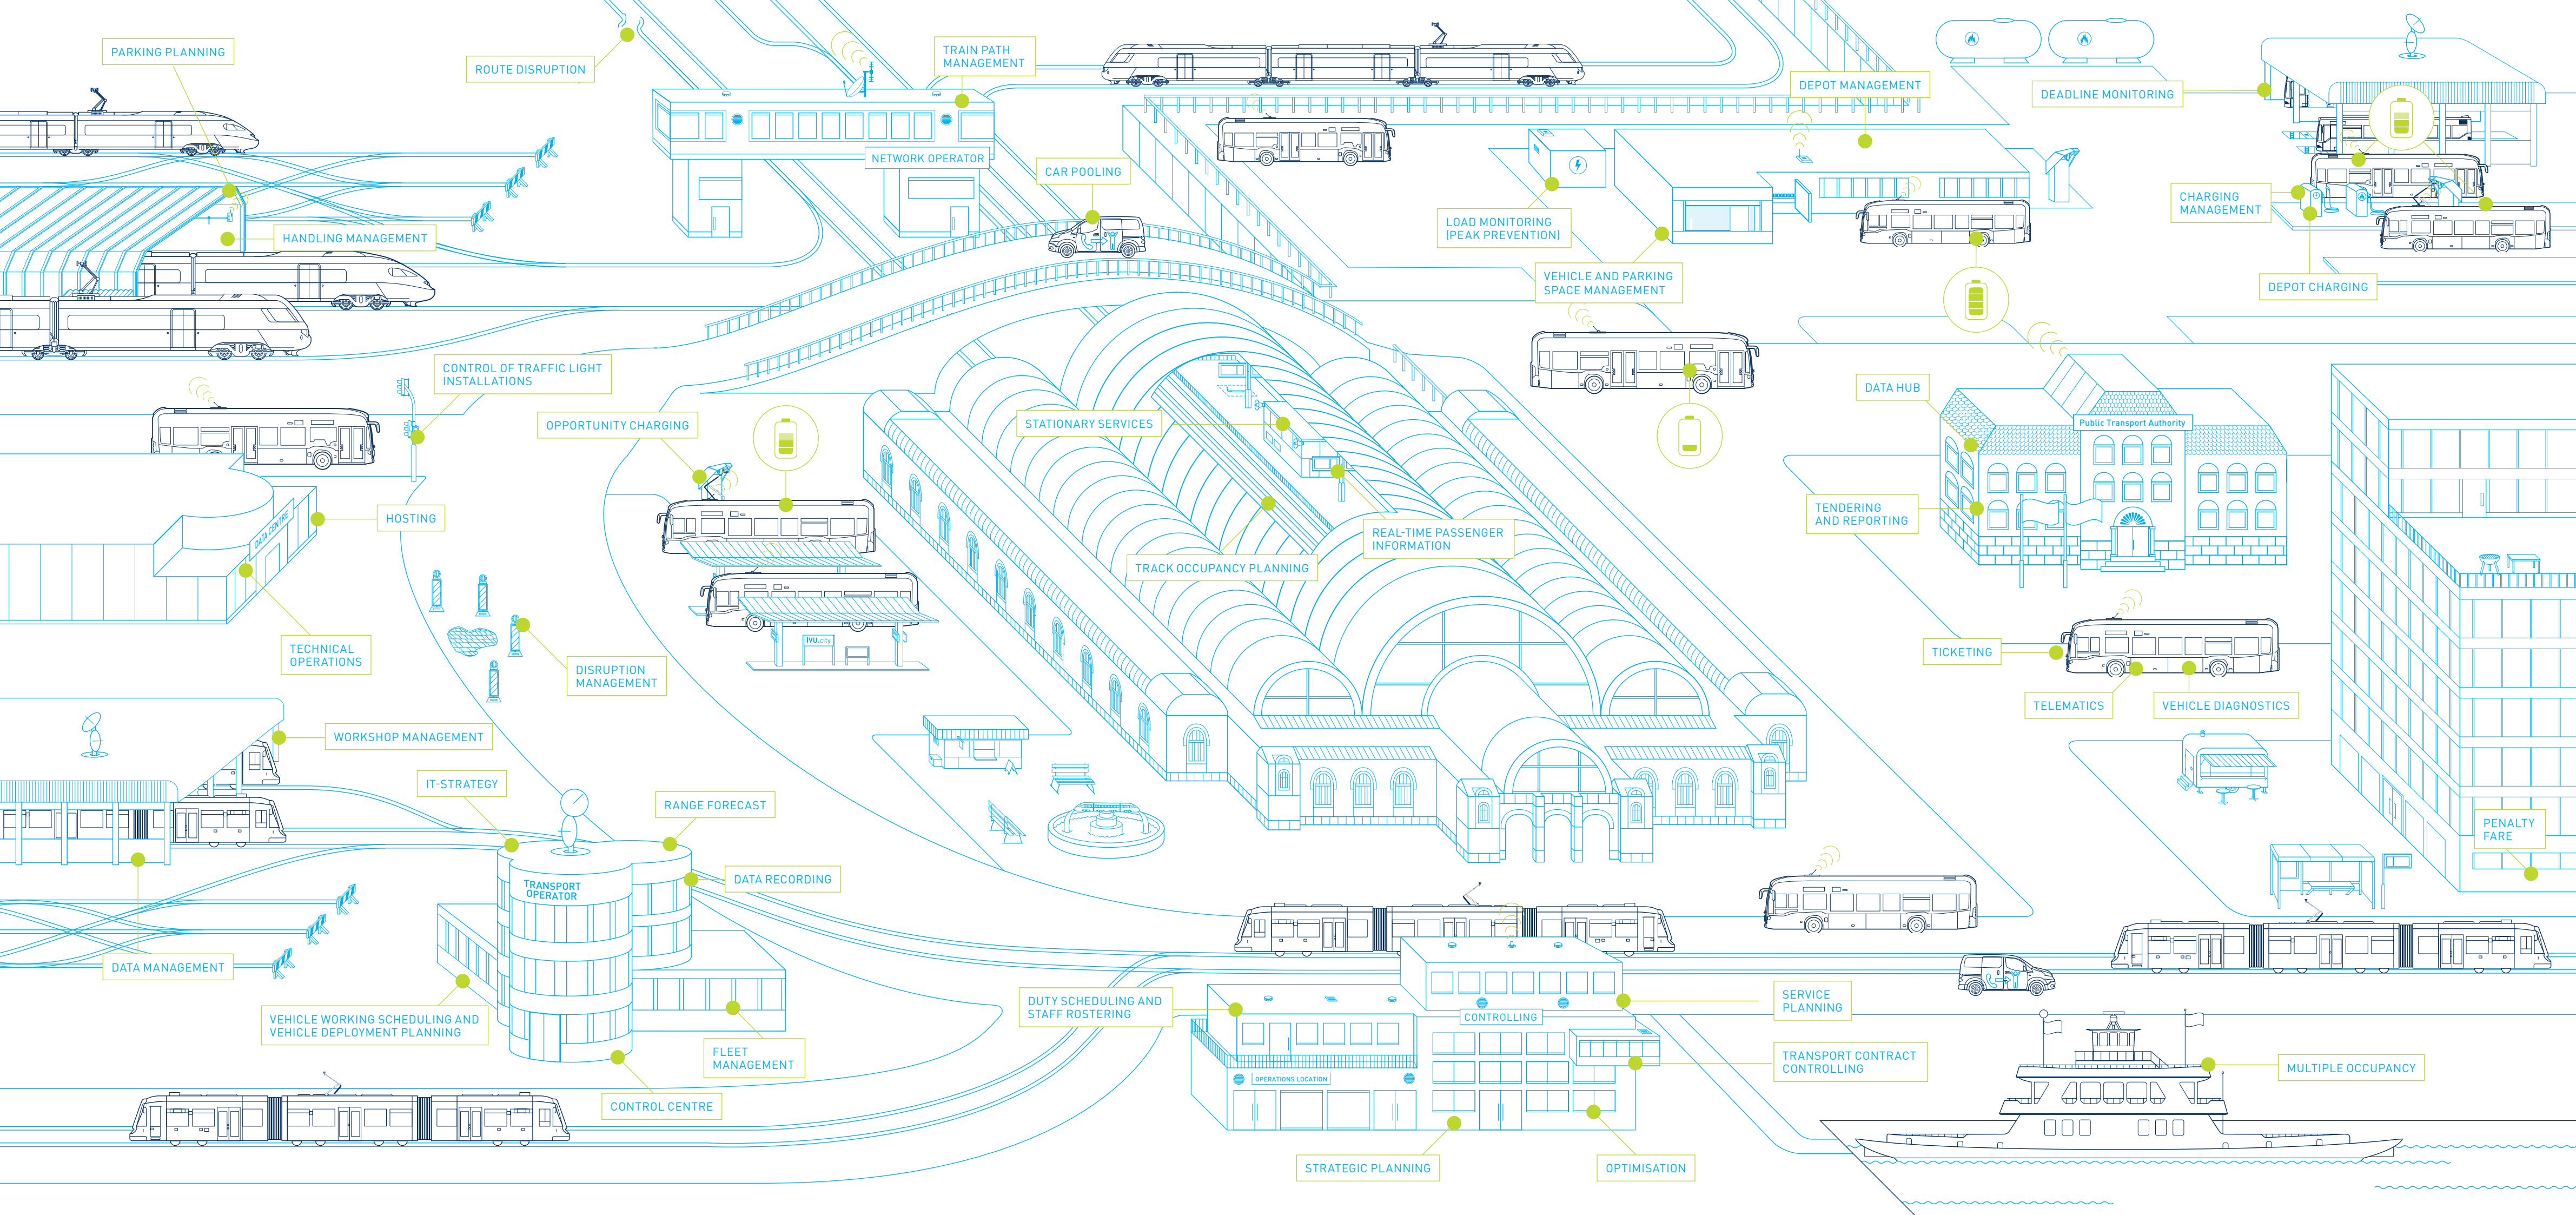 PARKING PLANNING
ROUTE DISRUPTION
TRAIN PATH
MANAGEMENT
DEPOT MANAGEMENT
DEADLINE MONITORING
NETWORK OPERATOR
CAR POOLING
HANDLING MANAGEMENT
LOAD MONITORING
(PEAK PREVENTION)
CHARGING
MANAGEMENT
VEHICLE AND PARKING
SPACE MANAGEMENT
DEPOT CHARGING
CONTROL OF TRAFFIC LIGHT
INSTALLATIONS
DATA HUB
OPPORTUNITY CHARGING
STATIONARY SERVICES
Public Transport Authority
HOSTING
DATA CENTRE
TENDERING
AND REPORTING
REAL-TIME PASSENGER
INFORMATION
TRACK OCCUPANCY PLANNING
IVU.city
TECHNICAL
OPERATIONS
DISRUPTION
MANAGEMENT
TICKETING
TELEMATICS
VEHICLE DIAGNOSTICS
WORKSHOP MANAGEMENT
IT-STRATEGY
RANGE FORECAST
PENALTY
FARE
DATA RECORDING
TRANSPORT
OPERATOR
DATA MANAGEMENT
DUTY SCHEDULING AND
STAFF ROSTERING
SERVICE
PLANNING
CONTROLLING
VEHICLE WORKING SCHEDULING AND
VEHICLE DEPLOYMENT PLANNING
FLEET
MANAGEMENT
TRANSPORT CONTRACT
CONTROLLING
MULTIPLE OCCUPANCY
OPERATIONS LOCATION
CONTROL CENTRE
STRATEGIC PLANNING
OPTIMISATION